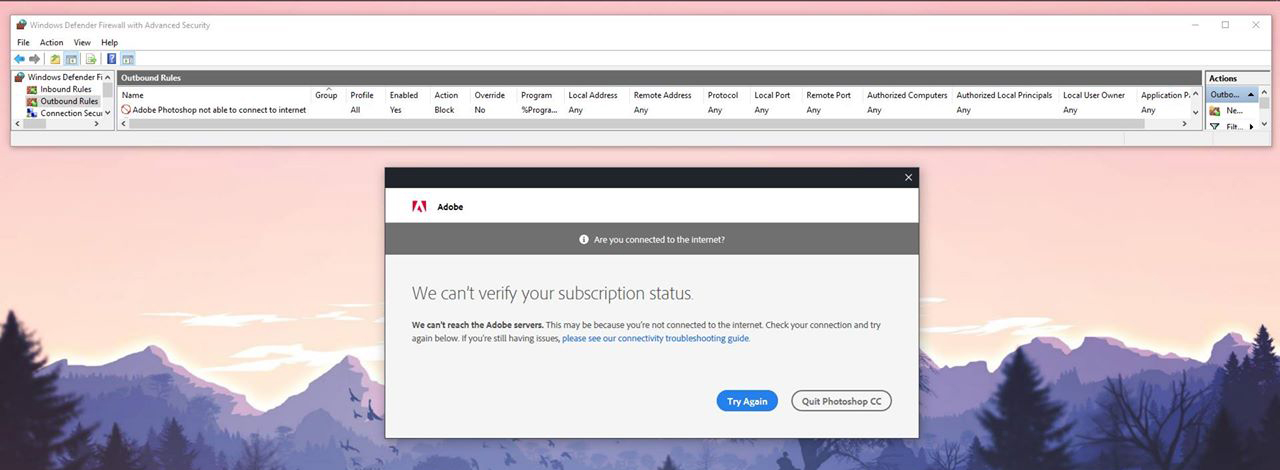 Windows Defender Firewall with Advanced Security
File Action View Help
Windows Defender Fi
Inbound Rules
Outbound Rules
Connection Secur
Outbound Rules
Name Group Profile Enabled Action Override Program Local Address Remote Address Protocol Local Port Remote Port Authorized Computers Authorized Local Principals Local User Owner Application P
Adobe Photoshop not able to connect to internet All Yes Block No %Progra... Any Any Any Any Any Any Any Any Any
Actions
Outbo...
Ne...
Filt...
Adobe
Are you connected to the internet?
We can't verify your subscription status.
We can't reach the Adobe servers. This may be because you're not connected to the internet. Check your connection and try
again below. If you're still having issues, please see our connectivity troubleshooting guide.
Try Again
Quit Photoshop CC